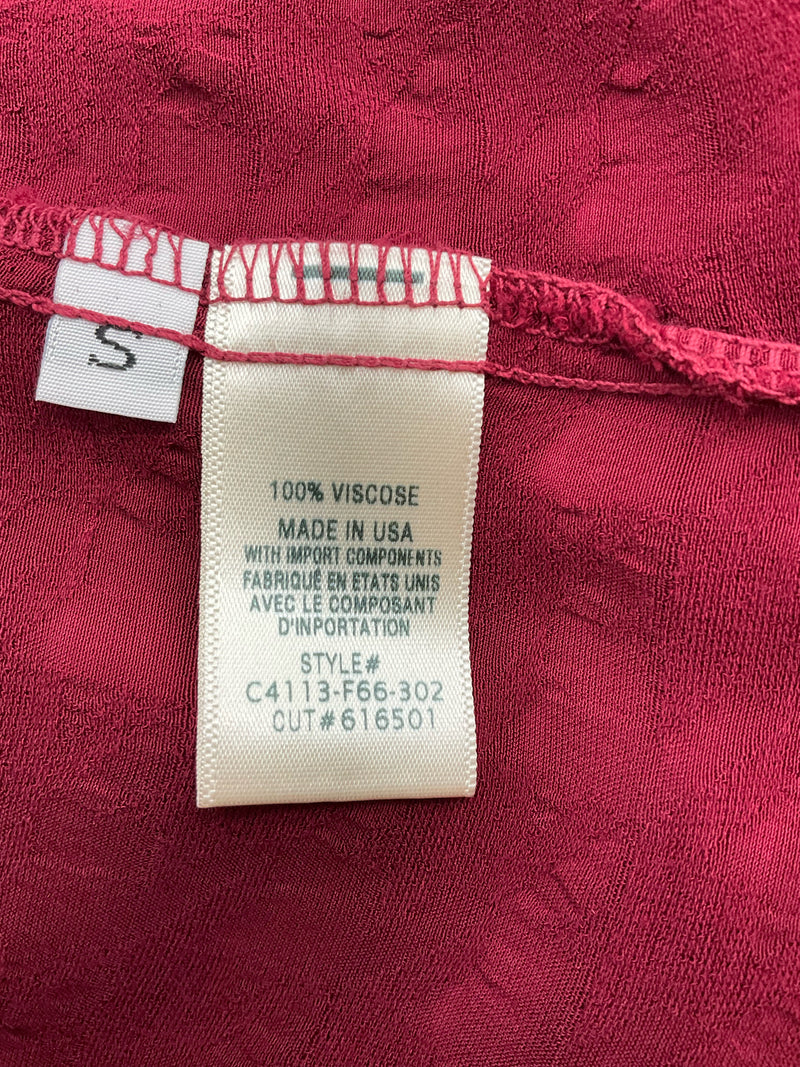 S
100% VISCOSE
MADE IN USA
WITH IMPORT COMPONENTS
FABRIQUÉ EN ETATS UNIS
AVEC LE COMPOSANT
D'INPORTATION
STYLE#
C4113-F66-302
CUT#616501